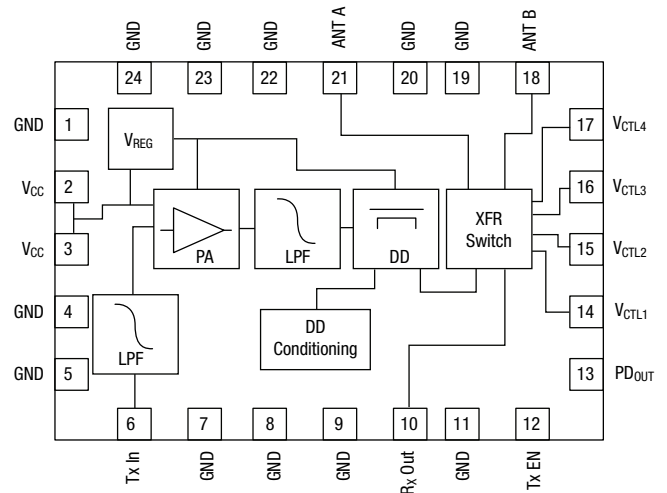 GND
GND
GND
ANT A
GND
GND
ANT B
24
23
22
21
20
19
18
GND
1
VREG
17
VCTL4
VCC
2
16
VCTL3
PA
LPF
DD
XFR
Switch
VCC
3
15
VCTL2
GND
4
14
VCTL1
LPF
DD
Conditioning
GND
5
13
PDOUT
6
7
8
9
10
11
12
Tx In
GND
GND
GND
Rx Out
GND
Tx EN